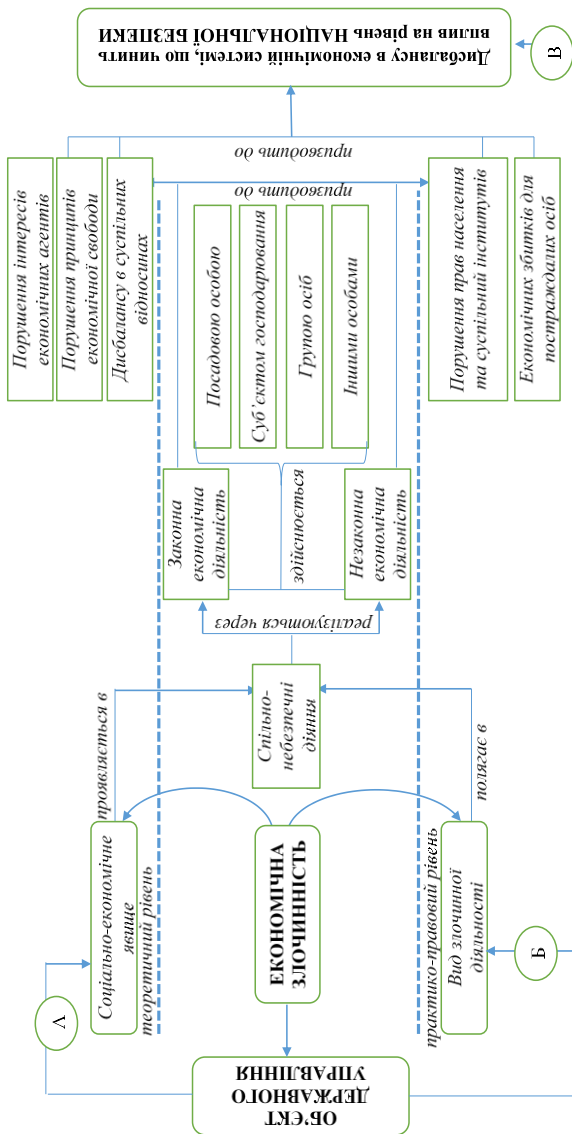 ОБ’ЄКТ
ДЕРЖАВНОГО
УПРАВЛІННЯ
А
Соціально-економічне
явище
теоретичний рівень
проявляється в
ЕКОНОМІЧНА
ЗЛОЧИННІСТЬ
практико-правовий рівень
Вид злочинної
діяльності
Б
полягає в
Спільно-
небезпечні
діяння
реалізуються через
Законна
економічна
діяльність
Незаконна
економічна
діяльність
здійснюється
Посадовою особою
Суб’єктом господарювання
Групою осіб
Іншими особами
Порушення інтересів
економічних агентів
Порушення принципів
економічної свободи
Дисбалансу в суспільних
відносинах
призводить до
Порушення прав населення
та суспільний інститутів
Економічних збитків для
постраждалих осіб
призводить до
Дисбалансу в економічній системі, що чинить
вплив на рівень НАЦІОНАЛЬНОЇ БЕЗПЕКИ
В